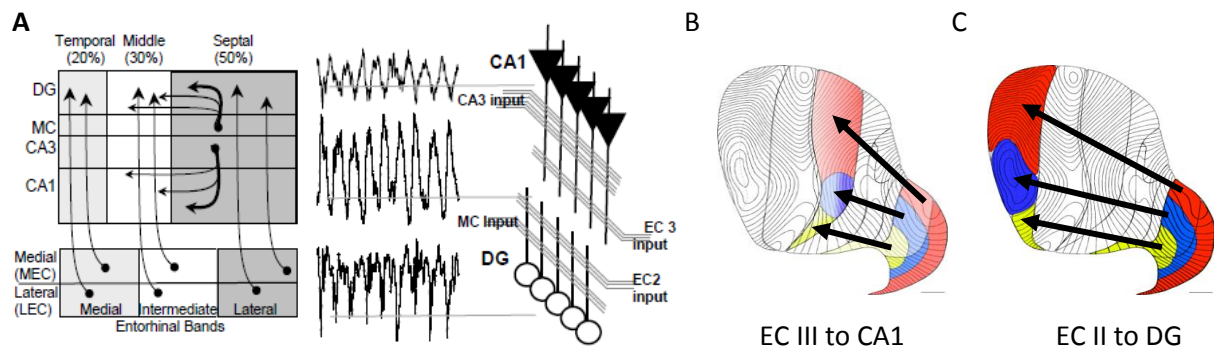 A
Temporal Middle Septal
(20%) (30%) (50%)
DG
MC
CA3
CA1
Medial
(MEC)
Lateral
(LEC)
Medial Intermediate Lateral
Entorhinal Bands
CA1
CA3 input
EC 3
input
MC Input
DG
EC2
input
B
EC III to CA1
C
EC II to DG